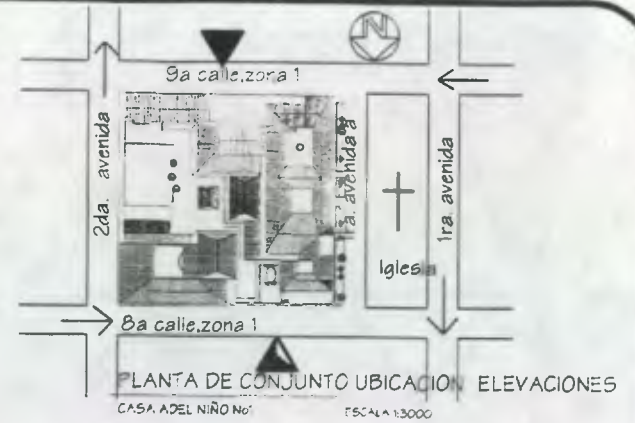 N
9a calle,zona 1
2da. avenida
a. avenida a
1ra. avenida
Iglesia
8a calle,zona 1
PLANTA DE CONJUNTO UBICACION ELEVACIONES
CASA ADEL NIÑO No1
ESCALA 1:3000